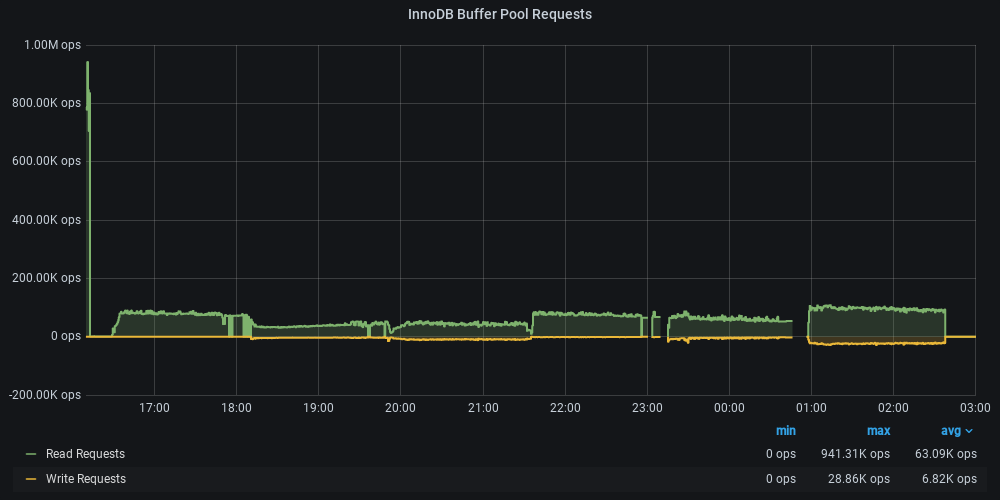 InnoDB Buffer Pool Requests
1.00M ops
800.00K ops
600.00K ops
400.00K ops
200.00K ops
0 ops
-200.00K ops
17:00 18:00 19:00 20:00 21:00 22:00 23:00 00:00 01:00 02:00 03:00
min max avg
Read Requests 0 ops 941.31K ops 63.09K ops
Write Requests 0 ops 28.86K ops 6.82K ops